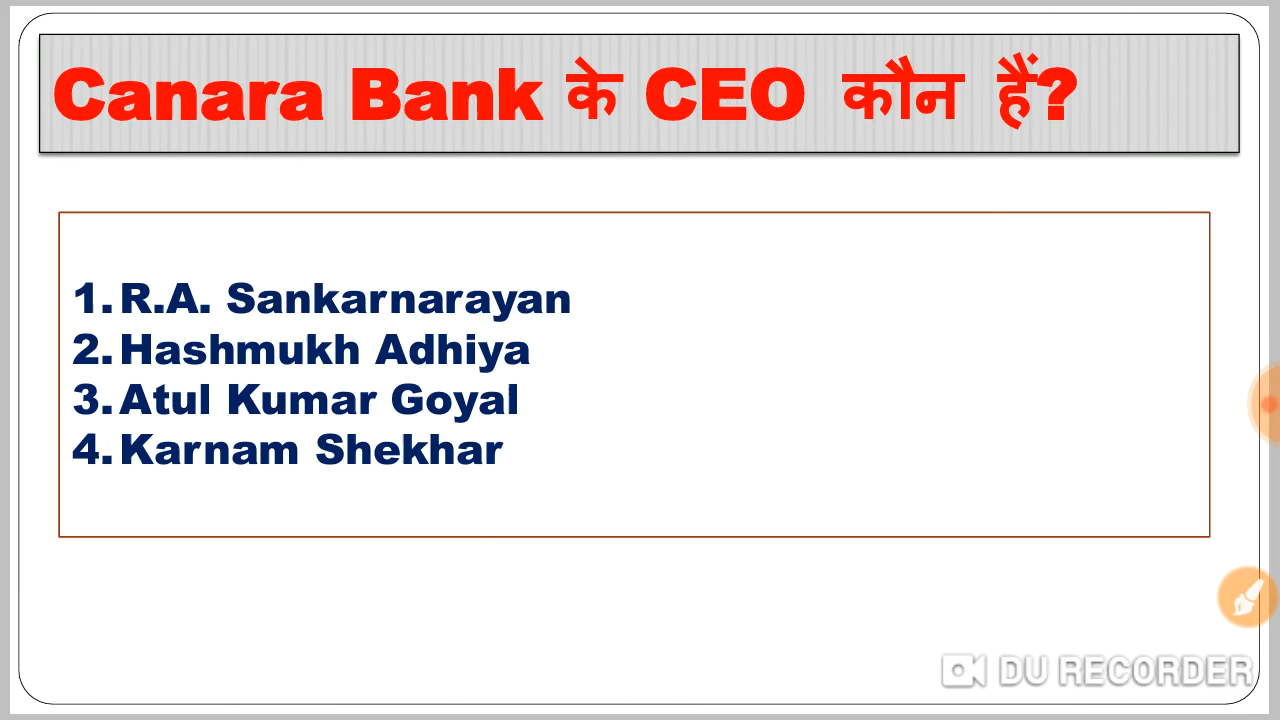 Canara Bank के CEO कौन हैं?
1. R.A. Sankarnarayan
2. Hashmukh Adhiya
3. Atul Kumar Goyal
4. Karnam Shekhar
DU RECORDER